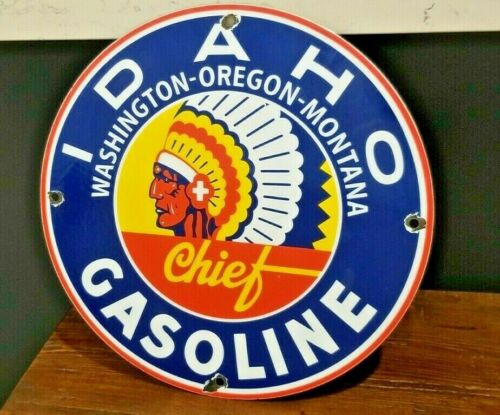 IDAHO
WASHINGTON-OREGON-MONTANA
Chief
GASOLINE